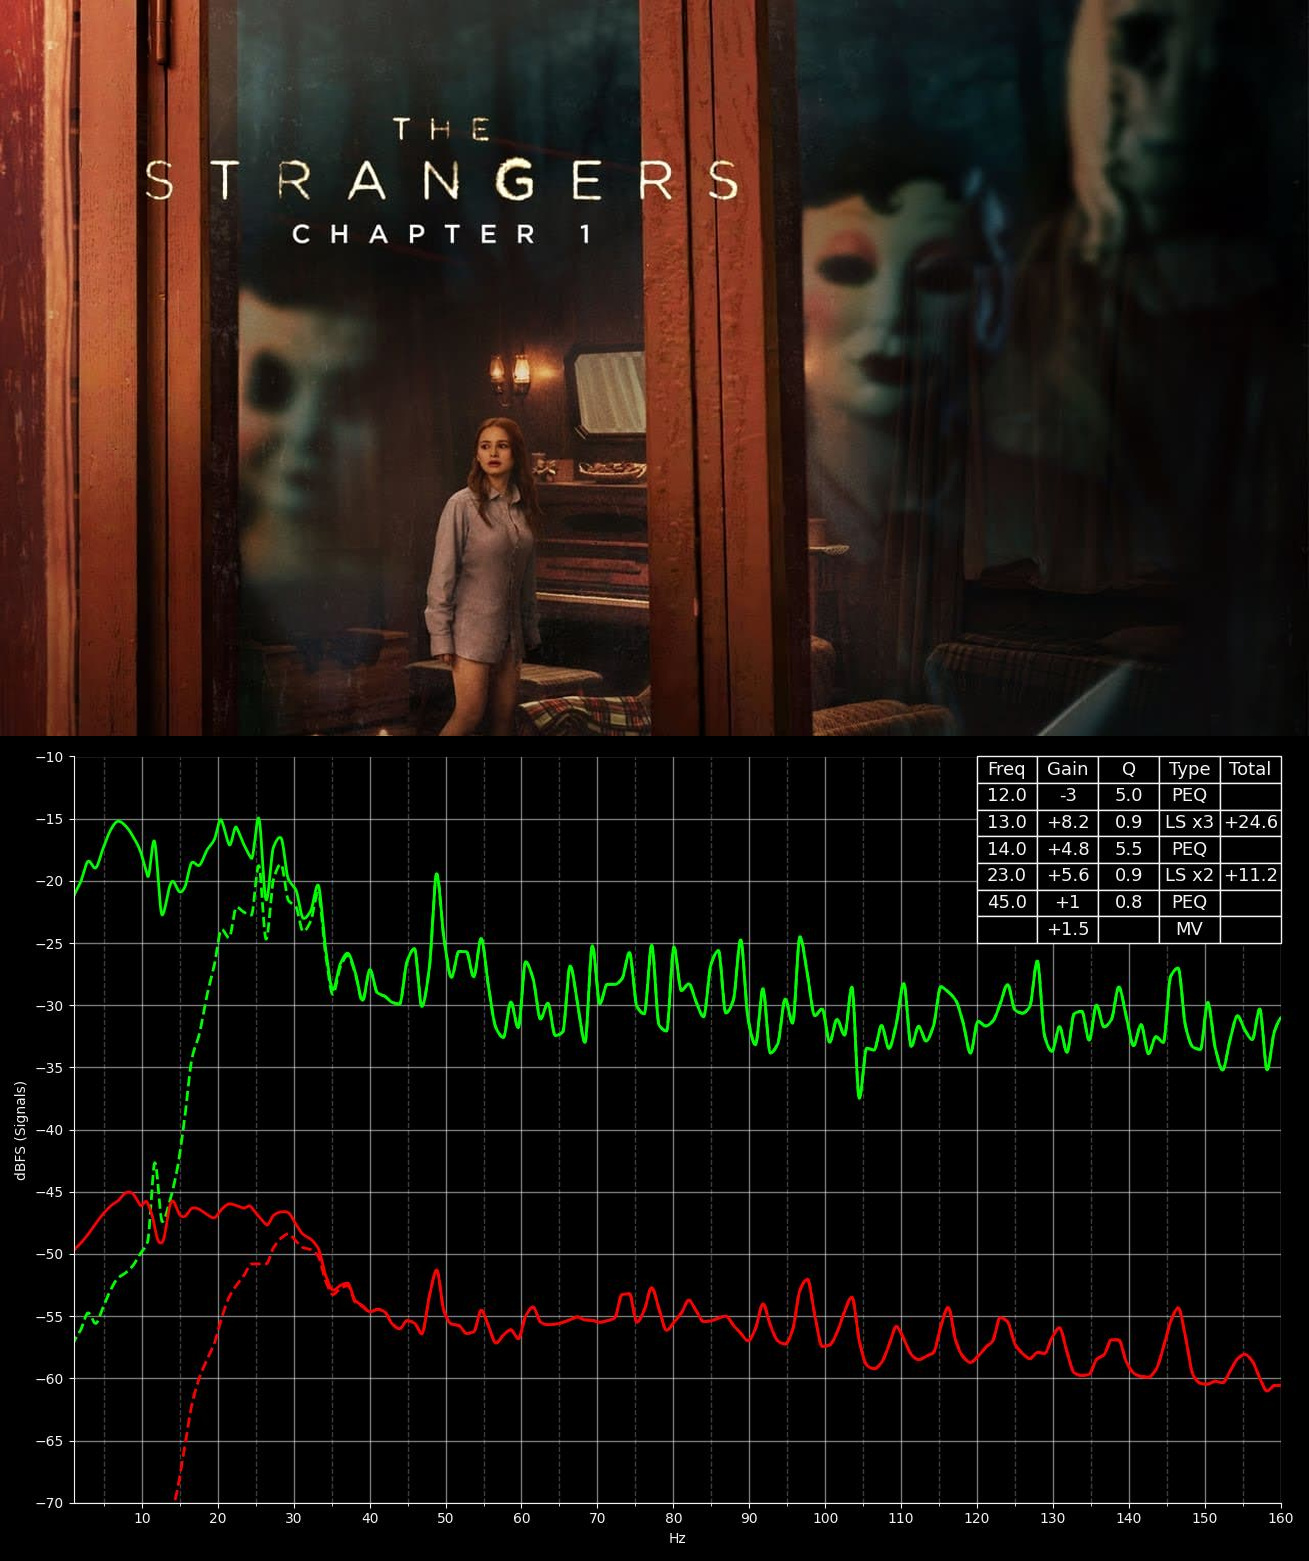 THE
STRANGERS
CHAPTER 1
Freq Gain Q Type Total
12.0 -3 5.0 PEQ
13.0 +8.2 0.9 LS x3 +24.6
14.0 +4.8 5.5 PEQ
23.0 +5.6 0.9 LS x2 +11.2
45.0 +1 0.8 PEQ
+1.5 MV
−10
−15
−20
−25
−30
−35
−40
−45
−50
−55
−60
−65
−70
dBFS (Signals)
10 20 30 40 50 60 70 80 90 100 110 120 130 140 150 160
Hz